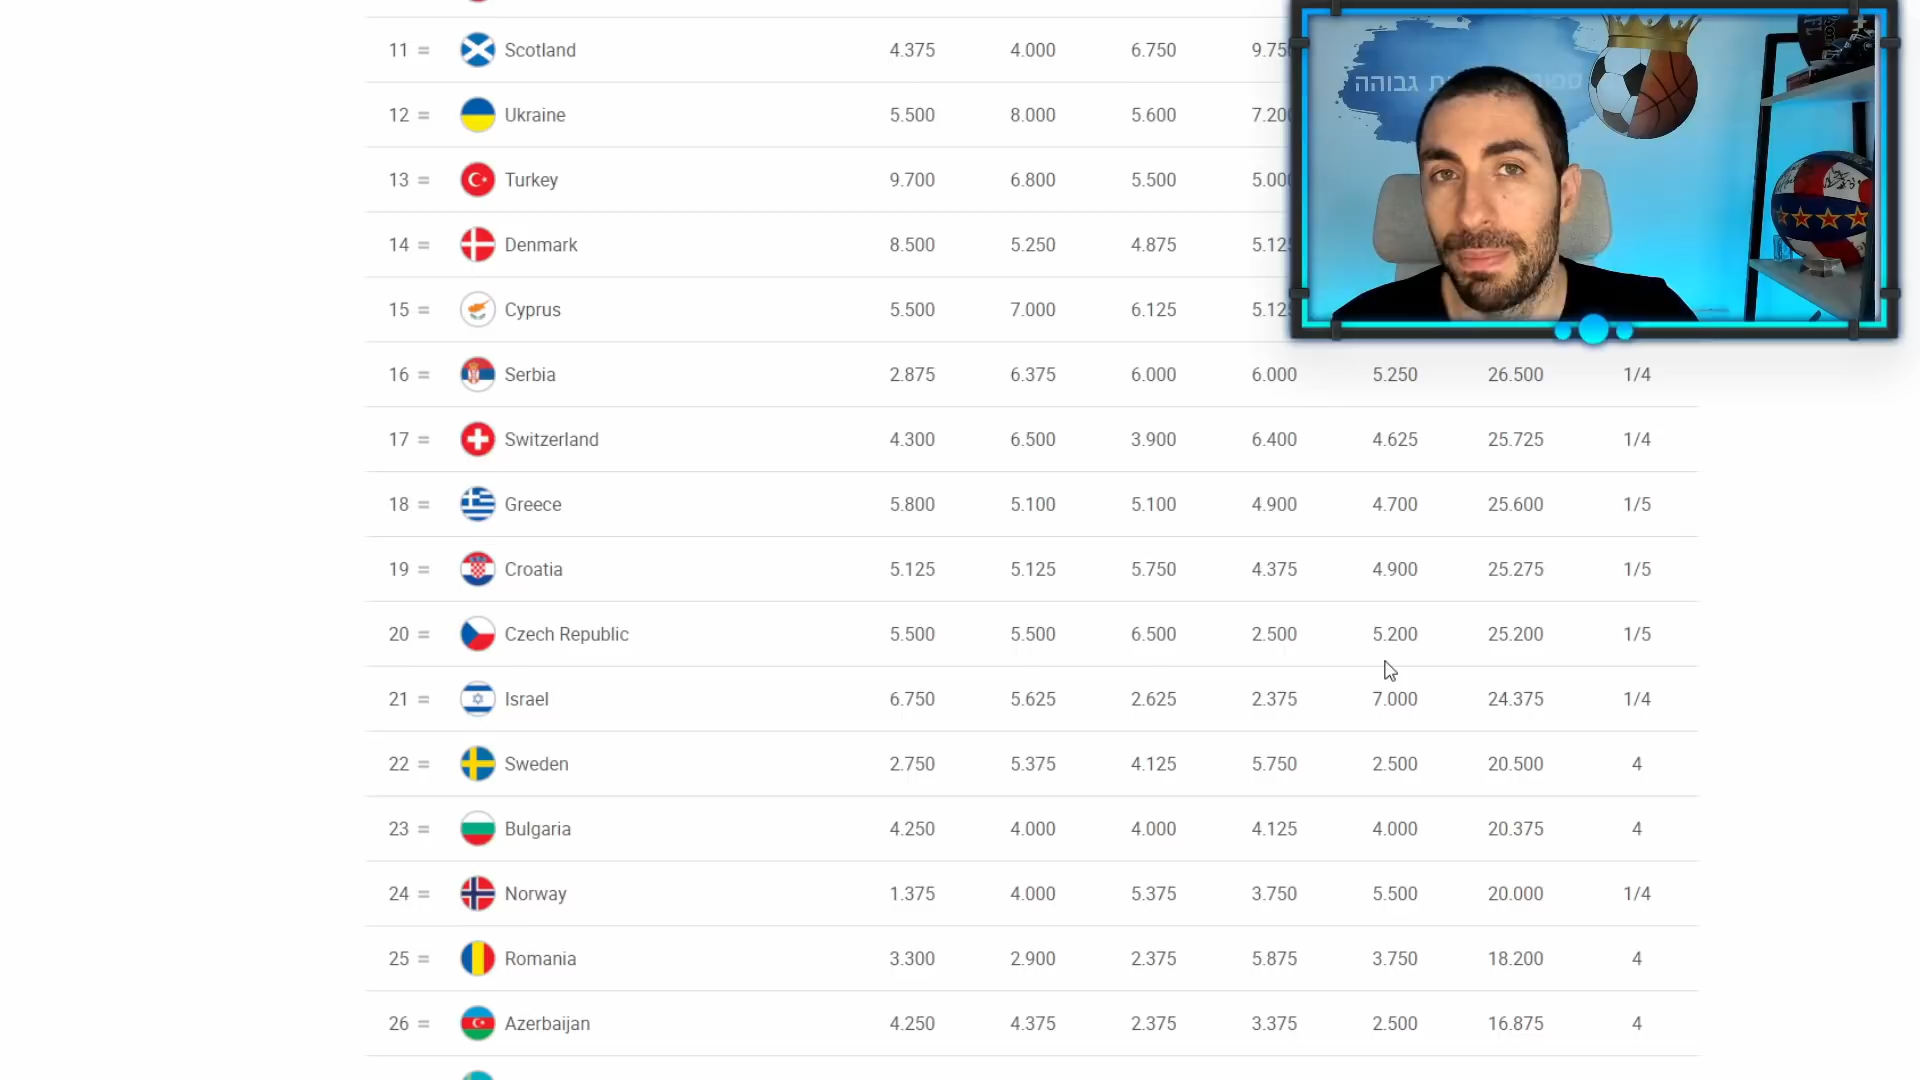 11 = Scotland 4.375 4.000 6.750 9.75
12 = Ukraine 5.500 8.000 5.600 7.20
13 = Turkey 9.700 6.800 5.500 5.00
14 = Denmark 8.500 5.250 4.875 5.12
15 = Cyprus 5.500 7.000 6.125 5.12
16 = Serbia 2.875 6.375 6.000 6.000 5.250 26.500 1/4
17 = Switzerland 4.300 6.500 3.900 6.400 4.625 25.725 1/4
18 = Greece 5.800 5.100 5.100 4.900 4.700 25.600 1/5
19 = Croatia 5.125 5.125 5.750 4.375 4.900 25.275 1/5
20 = Czech Republic 5.500 5.500 6.500 2.500 5.200 25.200 1/5
21 = Israel 6.750 5.625 2.625 2.375 7.000 24.375 1/4
22 = Sweden 2.750 5.375 4.125 5.750 2.500 20.500 4
23 = Bulgaria 4.250 4.000 4.000 4.125 4.000 20.375 4
24 = Norway 1.375 4.000 5.375 3.750 5.500 20.000 1/4
25 = Romania 3.300 2.900 2.375 5.875 3.750 18.200 4
26 = Azerbaijan 4.250 4.375 2.375 3.375 2.500 16.875 4
גבוהה